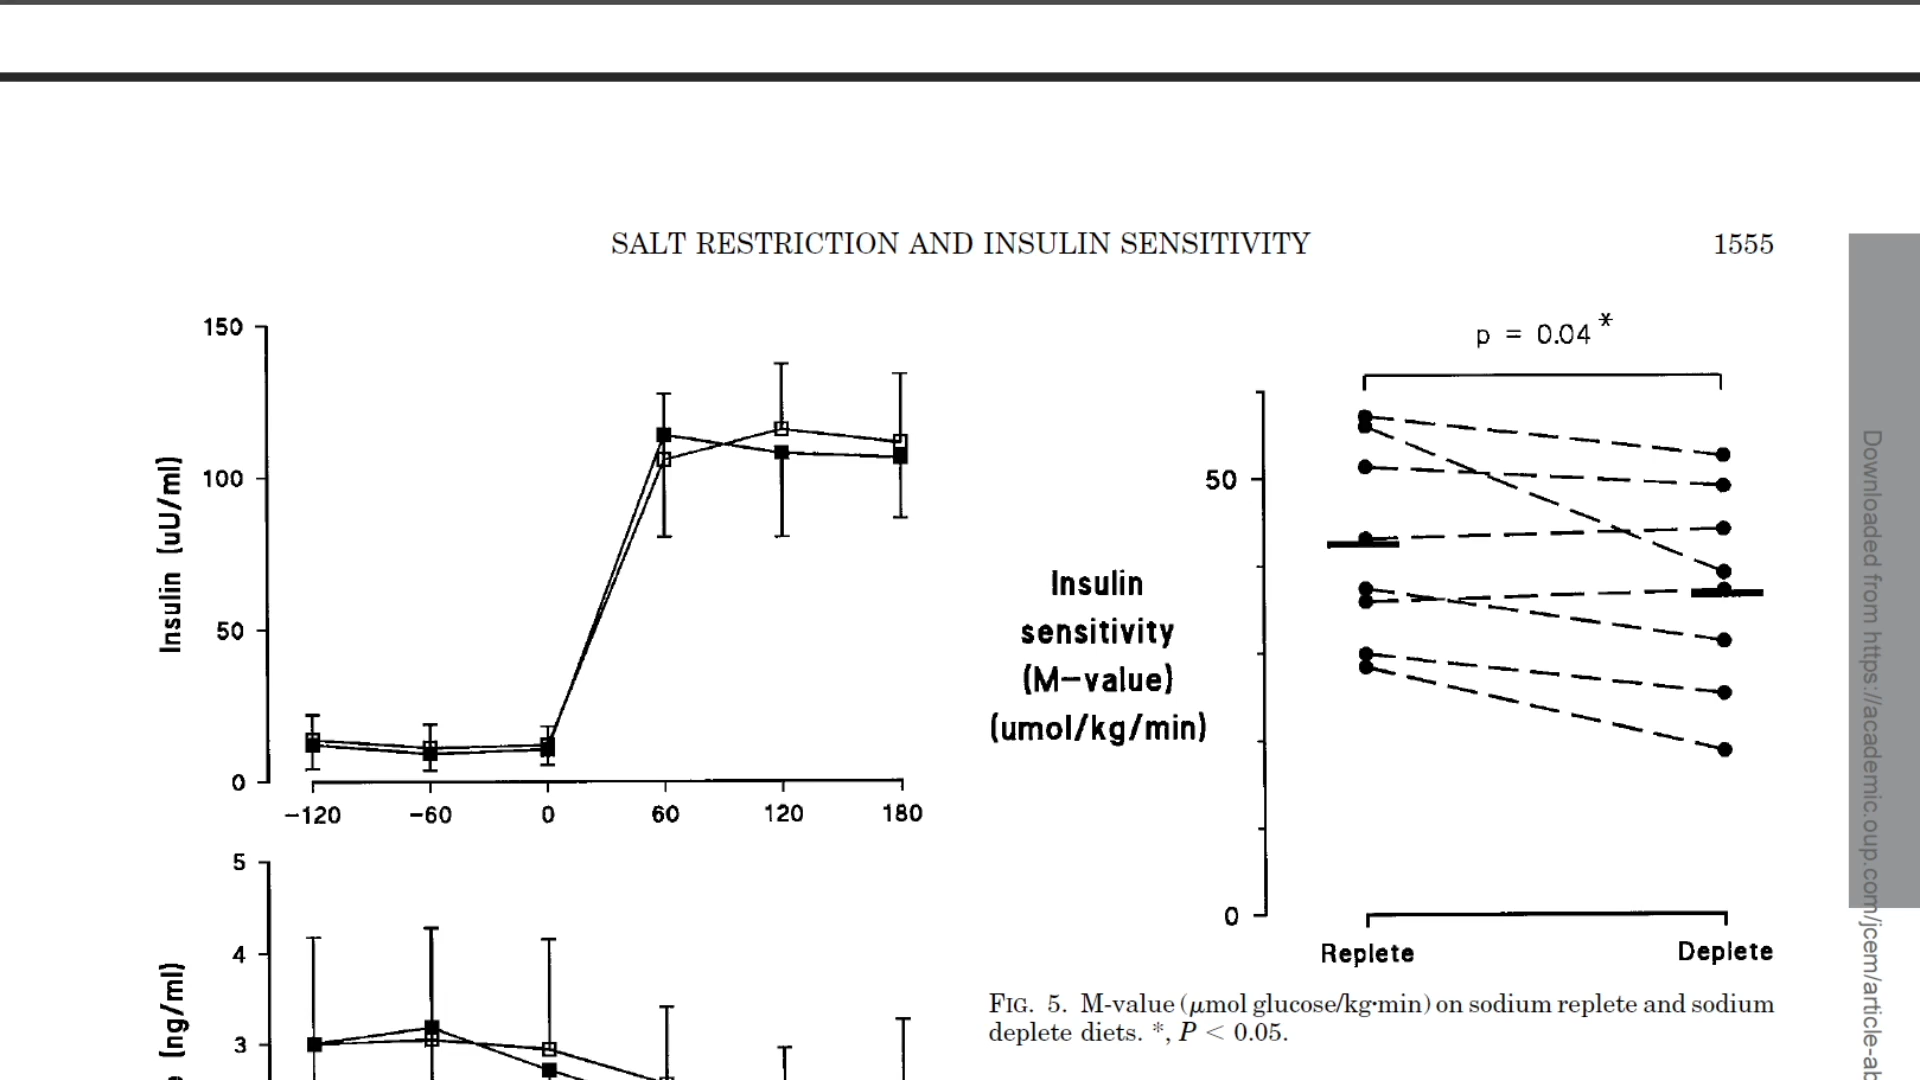 SALT RESTRICTION AND INSULIN SENSITIVITY
1555
150
100
50
0
Insulin (uU/ml)
-120
-60
0
60
120
180
5
4
3
(ng/ml)
p = 0.04 *
50
0
Insulin
sensitivity
(M-value)
(umol/kg/min)
Replete
Deplete
FIG. 5. M-value (μmol glucose/kg·min) on sodium replete and sodium
deplete diets. *, P < 0.05.
Downloaded from https://academic.oup.com/jcem/article-ab